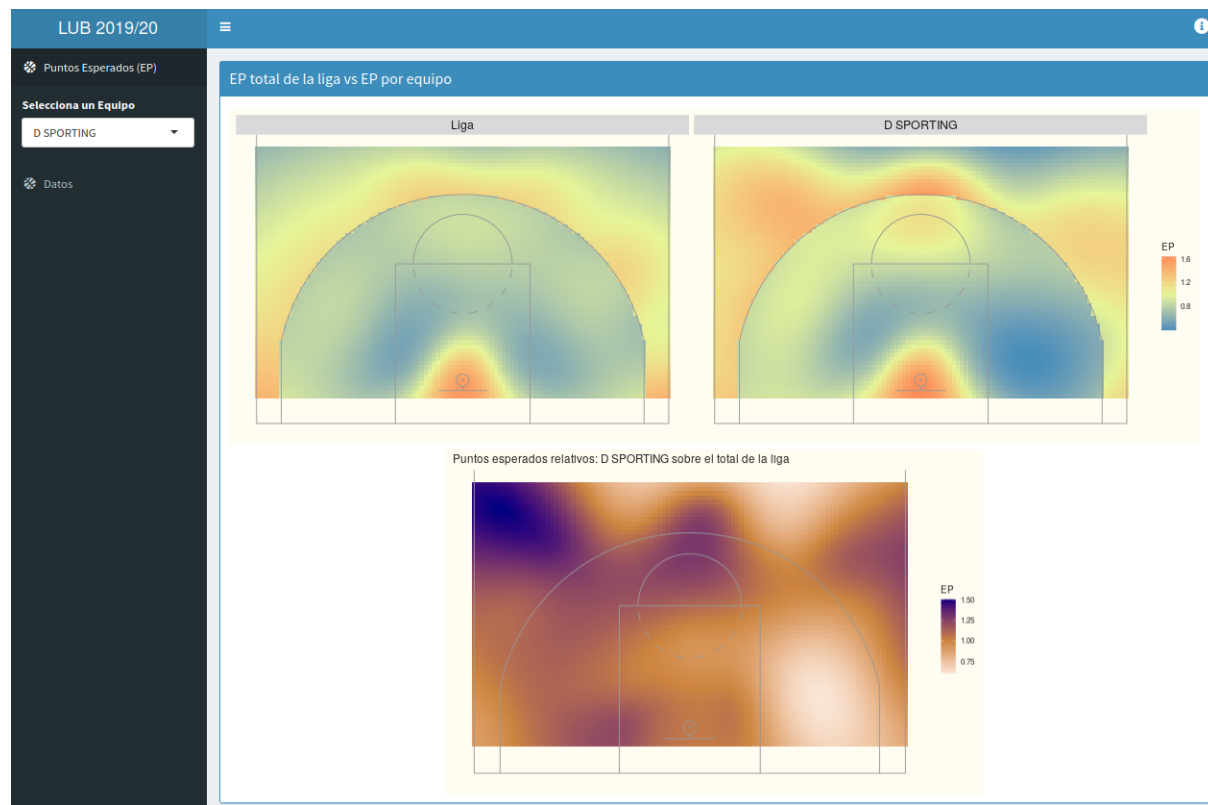 LUB 2019/20
Puntos Esperados (EP)
Selecciona un Equipo
D SPORTING
Datos
EP total de la liga vs EP por equipo
Liga
D SPORTING
EP
1.6
1.2
0.8
Puntos esperados relativos: D SPORTING sobre el total de la liga
EP
1.50
1.25
1.00
0.75